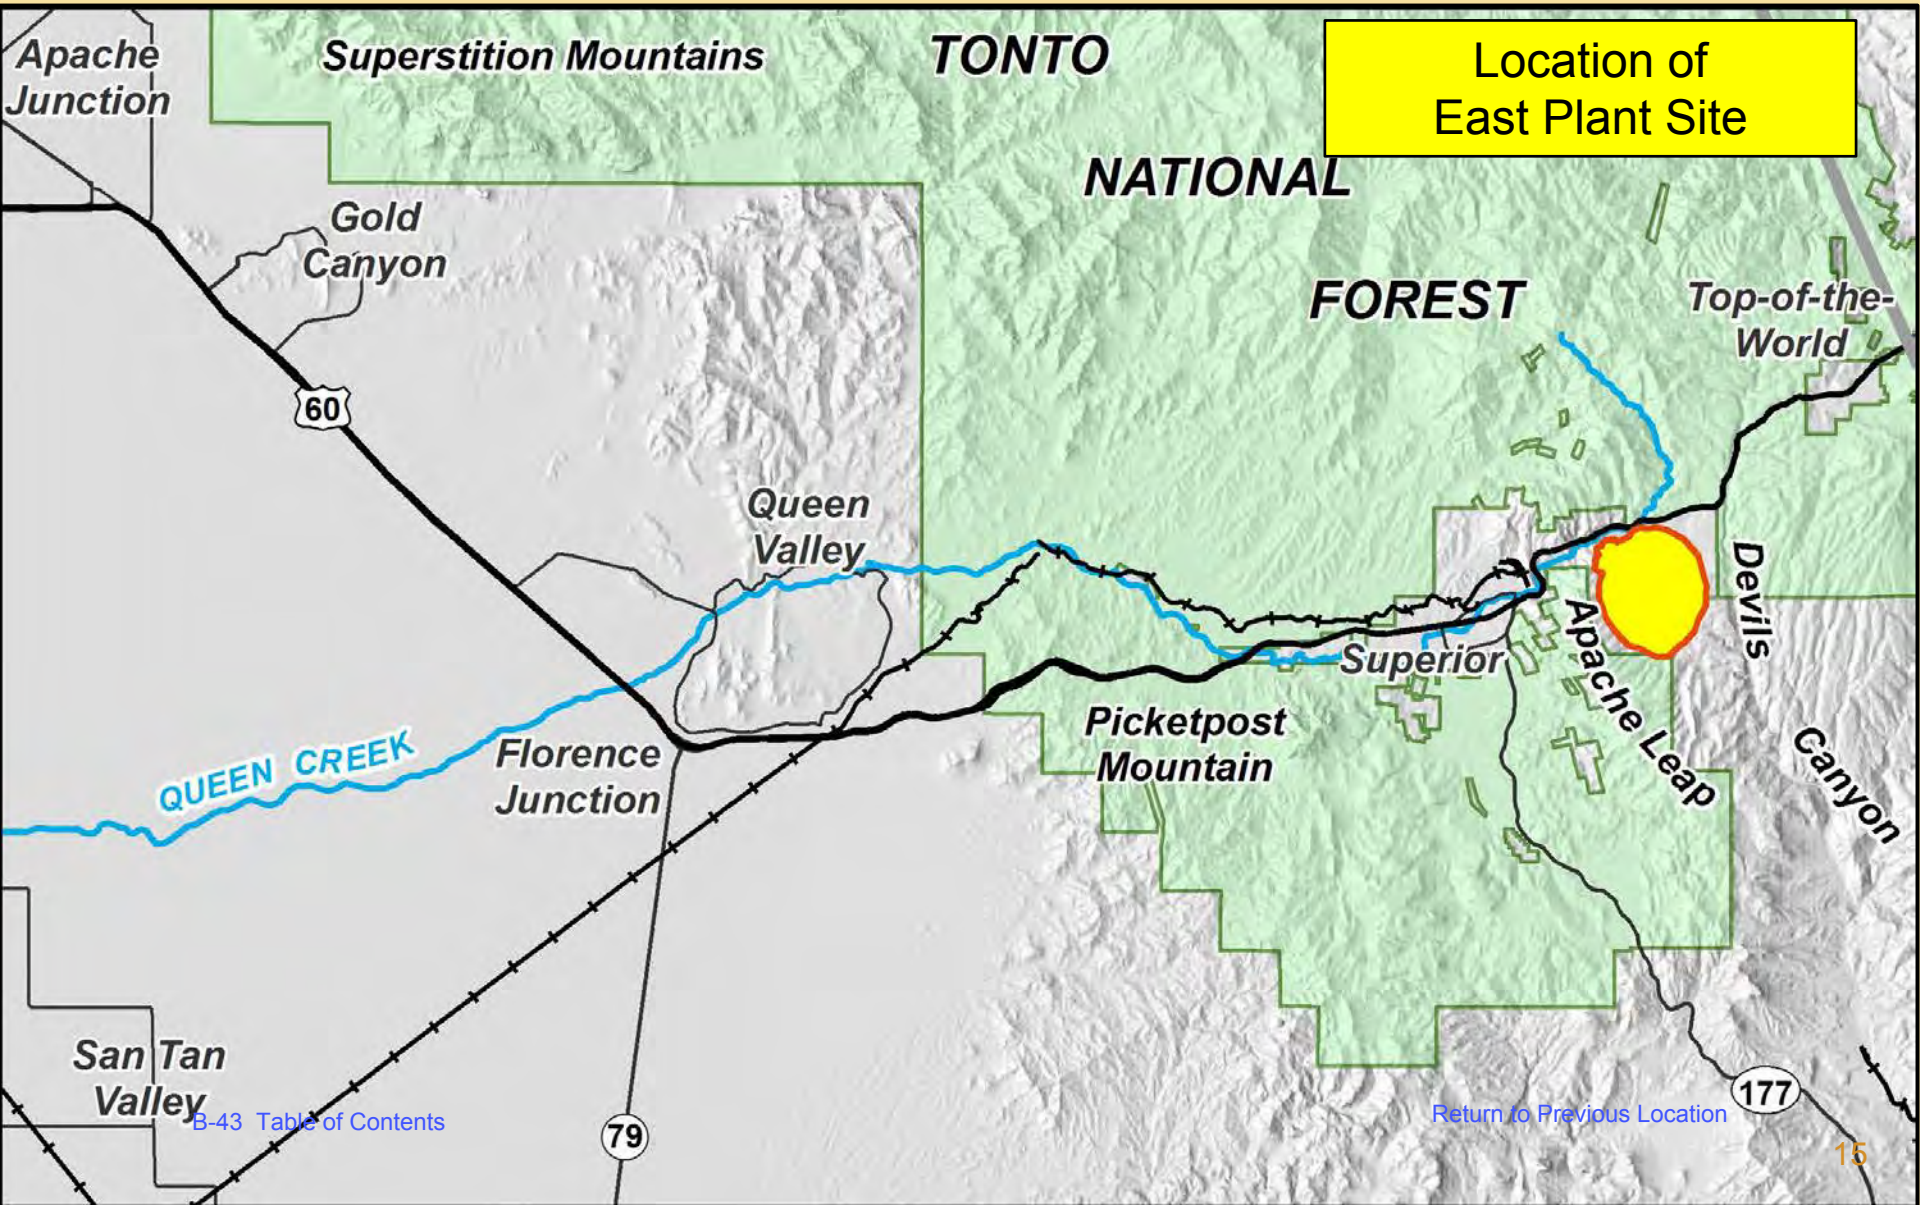 Location of
East Plant Site
Apache
Junction
Superstition Mountains
TONTO
NATIONAL
FOREST
Gold
Canyon
Top-of-the-
World
60
Queen
Valley
Devils
Canyon
Apache Leap
Superior
Picketpost
Mountain
QUEEN CREEK
Florence
Junction
San Tan
Valley
79
177
B-43 Table of Contents
Return to Previous Location
15